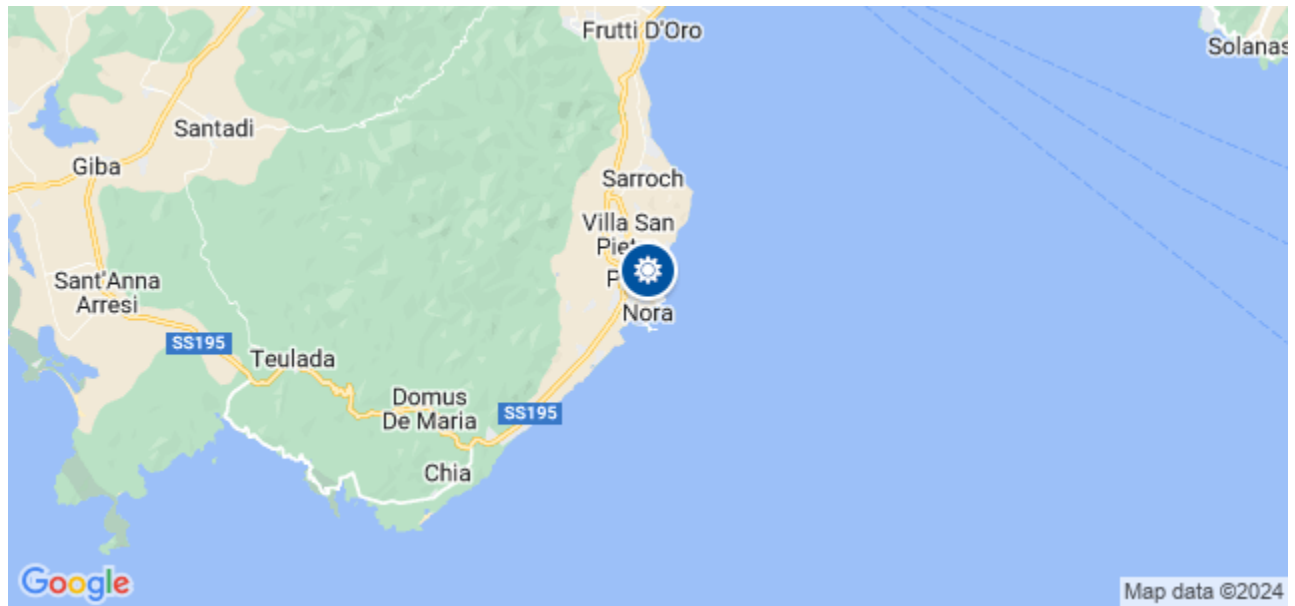 Frutti D'Oro
Solanas
Santadi
Giba
Sarroch
Villa San
Sant'Anna
Arresi
Nora
SS195
Teulada
Domus
De Maria
SS195
Chia
Google
Map data ©2024